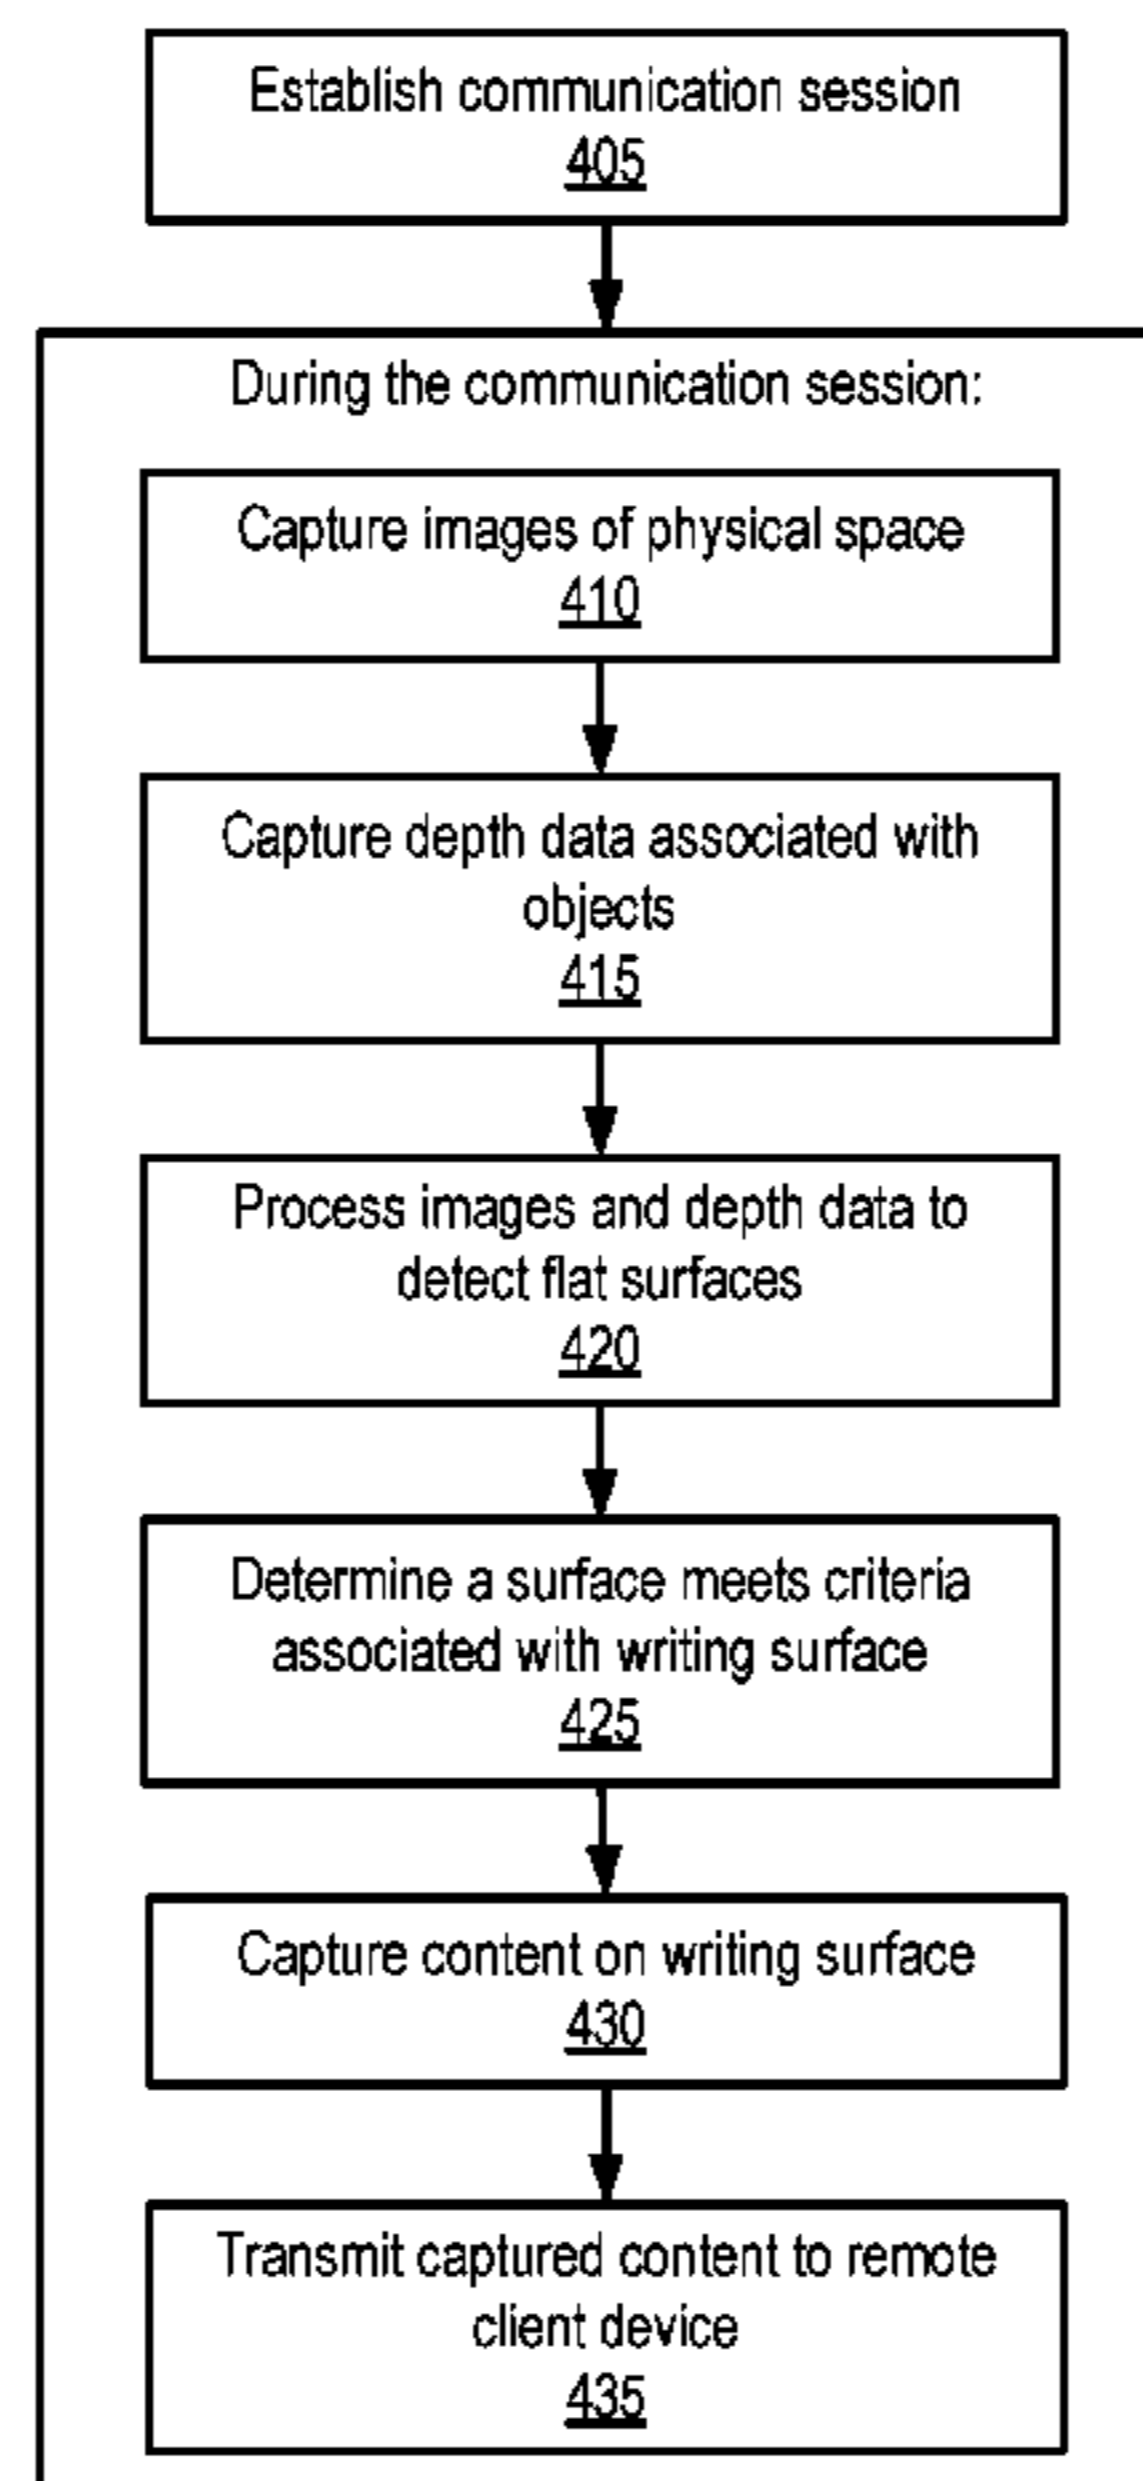 Establish communication session
405
During the communication session:
Capture images of physical space
410
Capture depth data associated with
objects
415
Process images and depth data to
detect flat surfaces
420
Determine a surface meets criteria
associated with writing surface
425
Capture content on writing surface
430
Transmit captured content to remote
client device
435